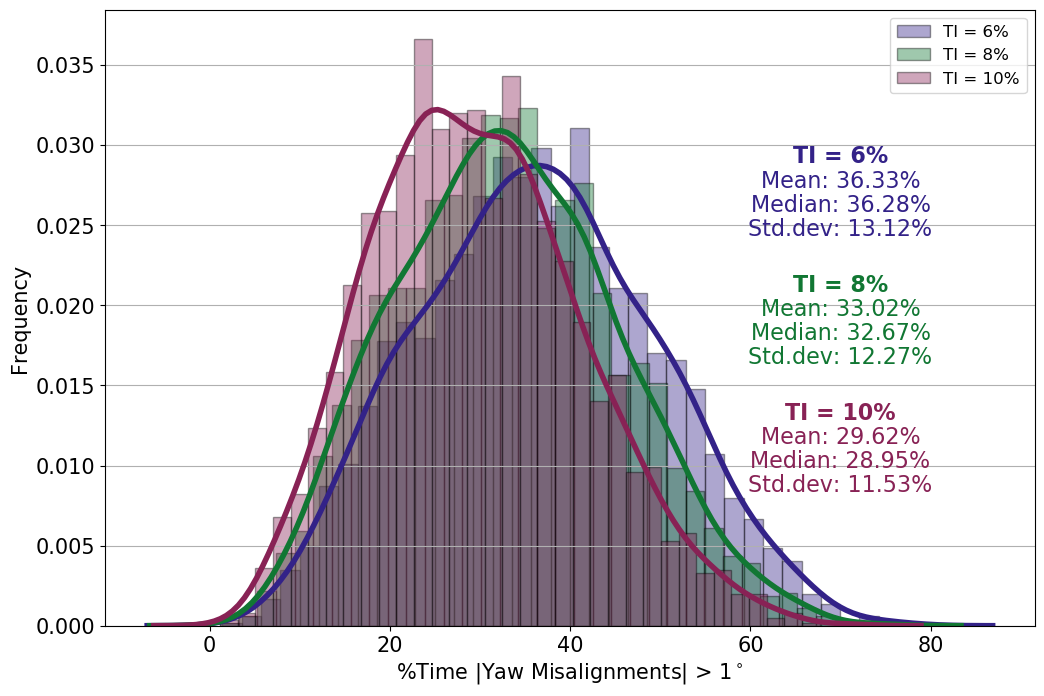 TI = 6%
TI = 8%
TI = 10%
0.035
0.030
0.025
0.020
0.015
0.010
0.005
0.000
Frequency
TI = 6%
Mean: 36.33%
Median: 36.28%
Std.dev: 13.12%
TI = 8%
Mean: 33.02%
Median: 32.67%
Std.dev: 12.27%
TI = 10%
Mean: 29.62%
Median: 28.95%
Std.dev: 11.53%
0 20 40 60 80
%Time |Yaw Misalignments| > 1°